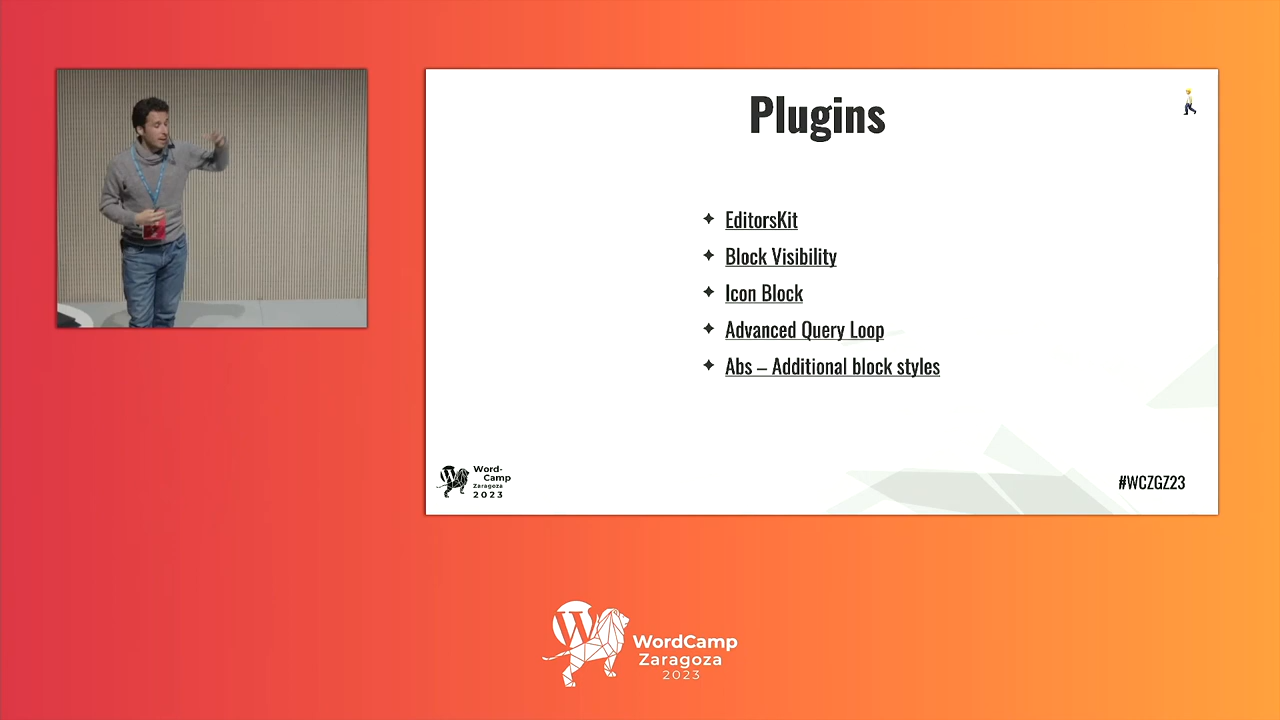 Plugins
✦ EditorsKit
✦ Block Visibility
✦ Icon Block
✦ Advanced Query Loop
✦ Abs – Additional block styles
Word-
Camp
Zaragoza
2023
#WCZGZ23
WordCamp
Zaragoza
2023